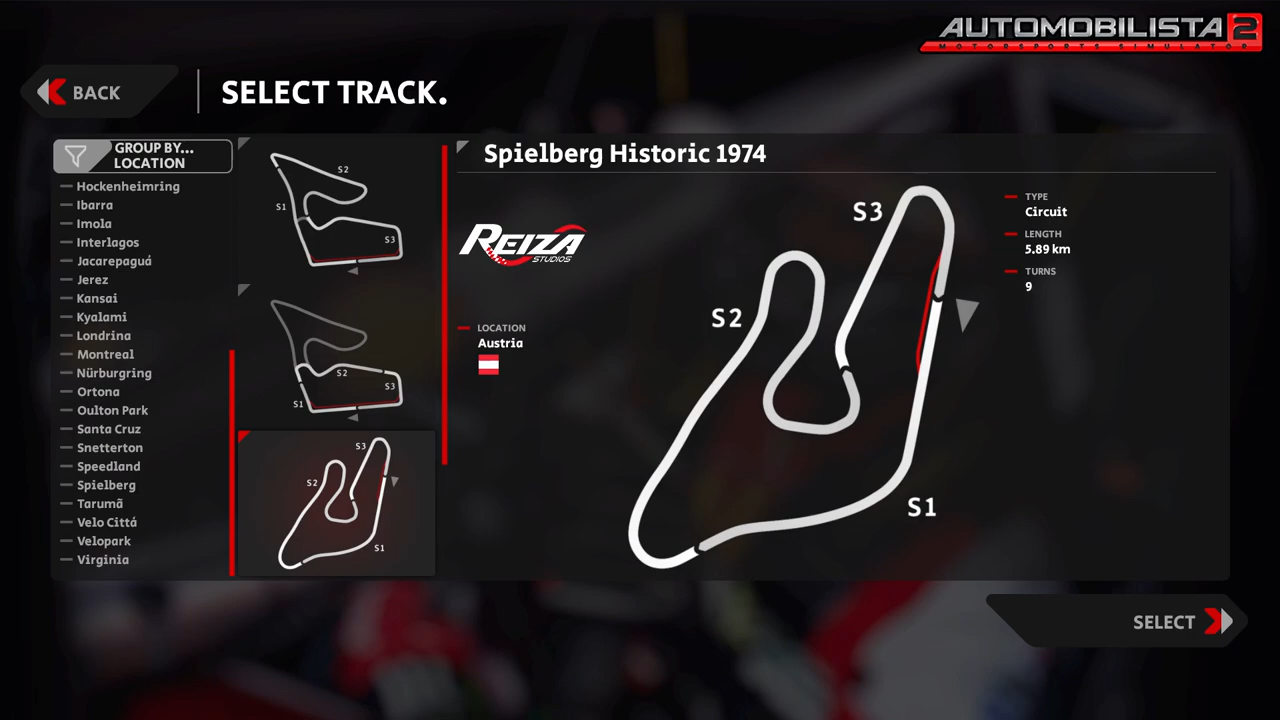 AUTOMOBILISTA 2
MOTORSPORTS SIMULATOR
BACK
SELECT TRACK.
GROUP BY...
LOCATION
Hockenheimring
Ibarra
Imola
Interlagos
Jacarepaguá
Jerez
Kansai
Kyalami
Londrina
Montreal
Nürburgring
Ortona
Oulton Park
Santa Cruz
Snetterton
Speedland
Spielberg
Tarumã
Velo Cittá
Velopark
Virginia
S2
S1
S3
S2
S3
S1
S3
S2
S1
Spielberg Historic 1974
REIZA
STUDIOS
LOCATION
Austria
S3
S2
S1
TYPE
Circuit
LENGTH
5.89 km
TURNS
9
SELECT